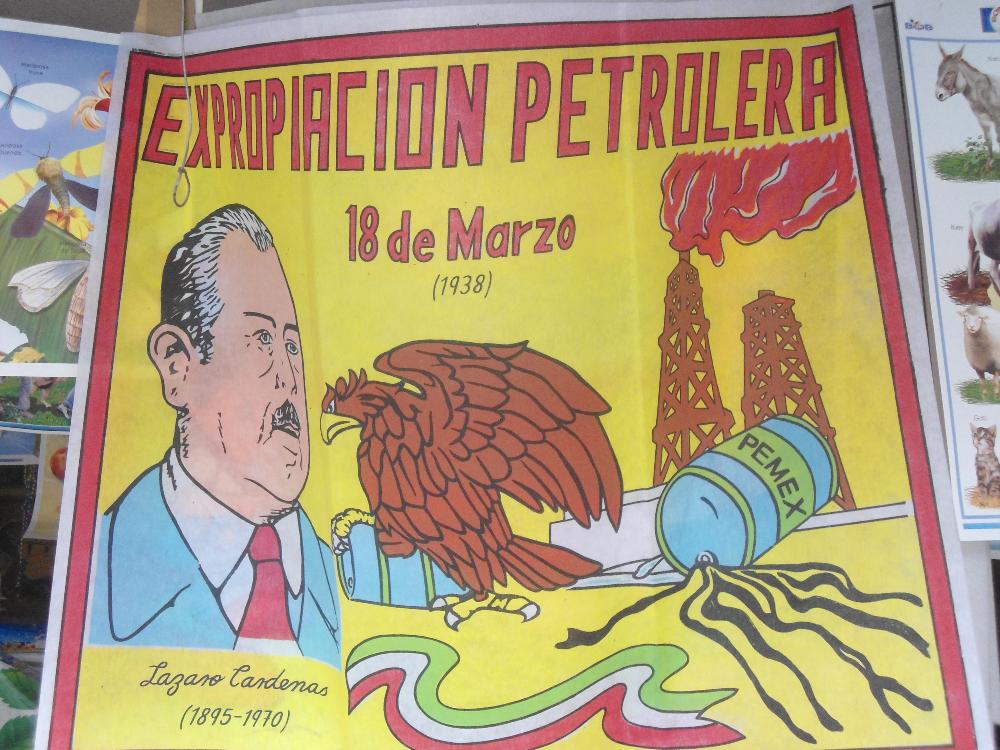 EXPROPIACION PETROLERA
18 de Marzo
(1938)
PEMEX
Lazaro Cardenas
(1895-1970)